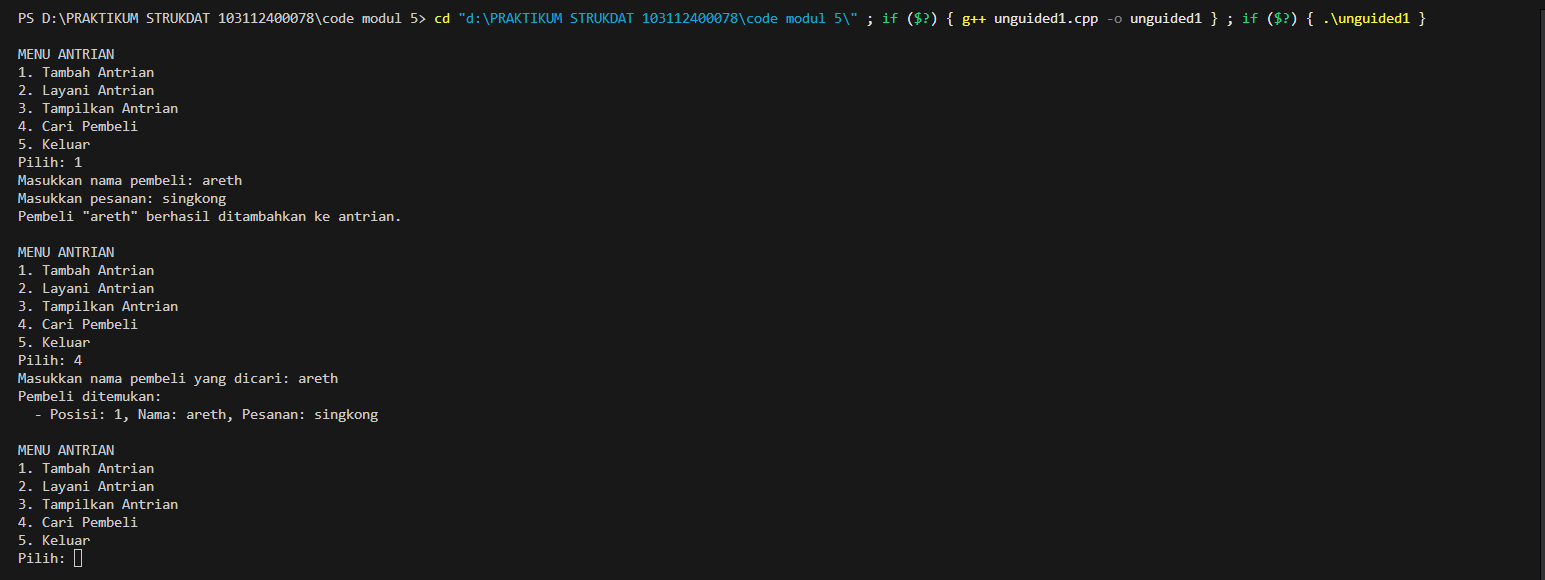 PS D:\PRAKTIKUM STRUKDAT 103112400078\code modul 5> cd "d:\PRAKTIKUM STRUKDAT 103112400078\code modul 5\" ; if ($?) { g++ unguided1.cpp -o unguided1 } ; if ($?) { .\unguided1 }
MENU ANTRIAN
1. Tambah Antrian
2. Layani Antrian
3. Tampilkan Antrian
4. Cari Pembeli
5. Keluar
Pilih: 1
Masukkan nama pembeli: areth
Masukkan pesanan: singkong
Pembeli "areth" berhasil ditambahkan ke antrian.
MENU ANTRIAN
1. Tambah Antrian
2. Layani Antrian
3. Tampilkan Antrian
4. Cari Pembeli
5. Keluar
Pilih: 4
Masukkan nama pembeli yang dicari: areth
Pembeli ditemukan:
- Posisi: 1, Nama: areth, Pesanan: singkong
MENU ANTRIAN
1. Tambah Antrian
2. Layani Antrian
3. Tampilkan Antrian
4. Cari Pembeli
5. Keluar
Pilih: